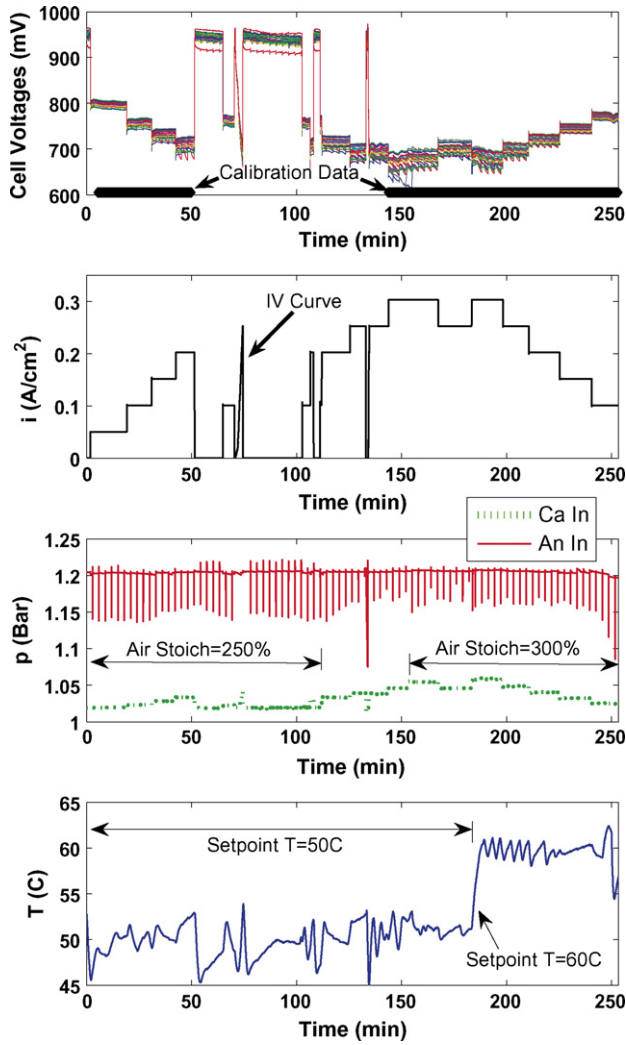 Cell Voltages (mV)
1000
900
800
700
600
Calibration Data
0 50 100 150 200 250
Time (min)
i (A/cm²)
0.3
0.2
0.1
0
IV Curve
0 50 100 150 200 250
Time (min)
Ca In
An In
p (Bar)
1.25
1.2
1.15
1.1
1.05
1
Air Stoich=250%
Air Stoich=300%
0 50 100 150 200 250
Time (min)
T (C)
65
60
55
50
45
Setpoint T=50C
Setpoint T=60C
0 50 100 150 200 250
Time (min)